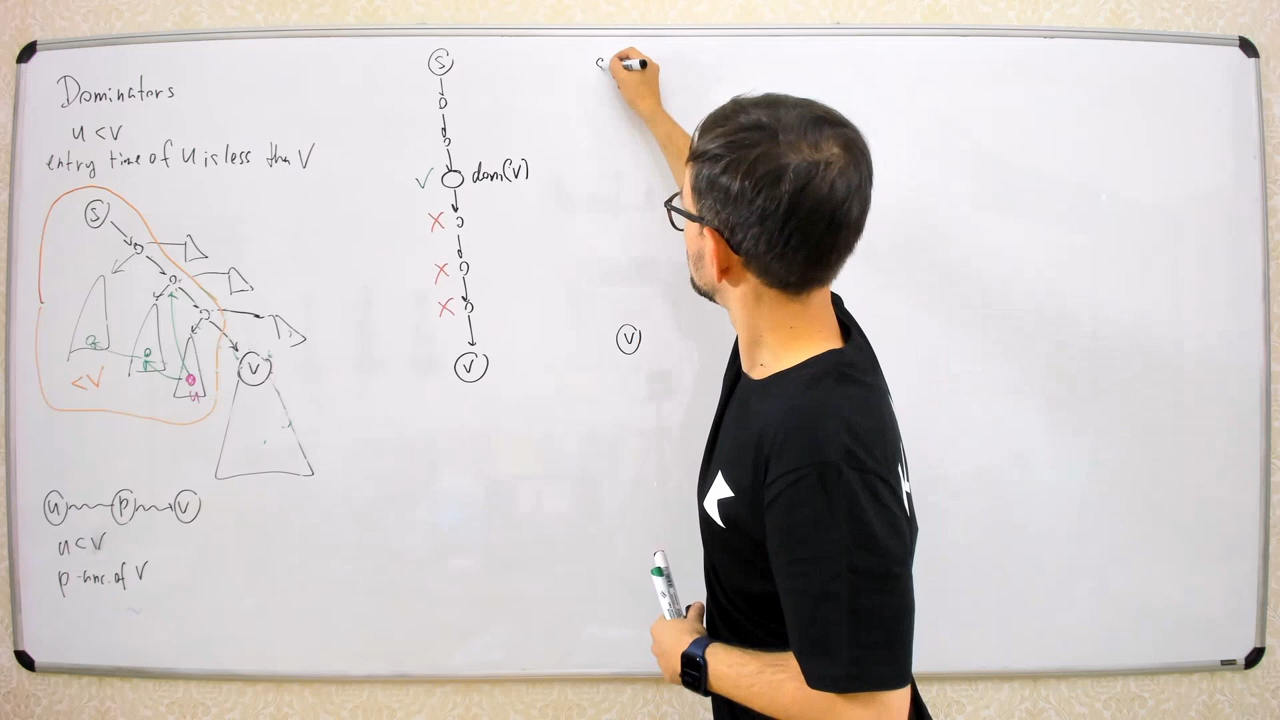 Dominators
u < v
entry time of u is less than v
S
< V
u
V
u p v
u < v
p - anc. of v
S
✓ dom(v)
X
X
X
V
V